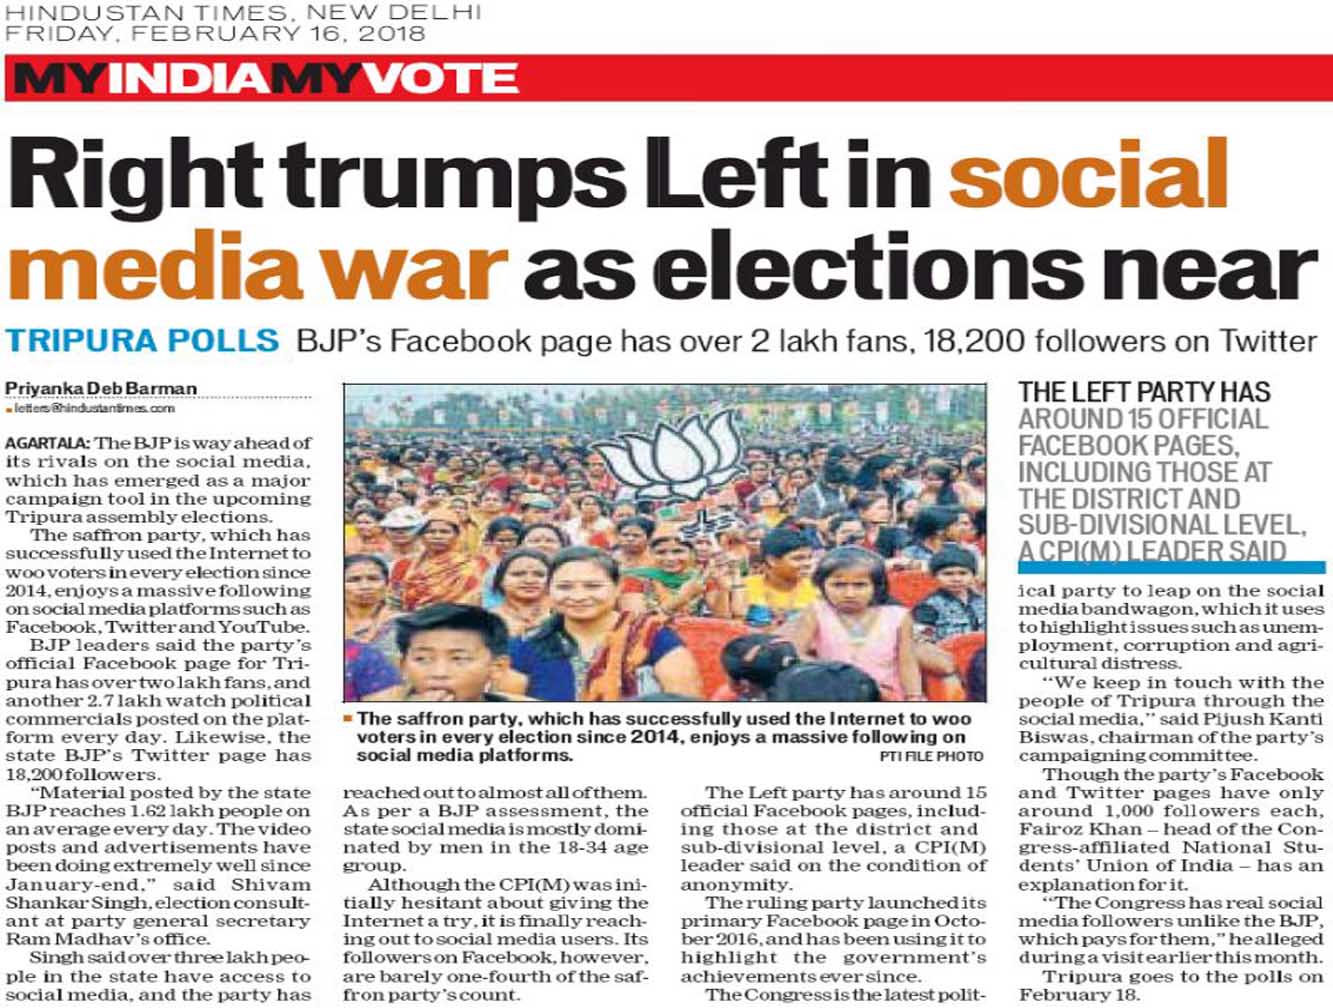 HINDUSTAN TIMES, NEW DELHI
FRIDAY, FEBRUARY 16, 2018
MYINDIAMYVOTE
Right trumps Left in social
media war as elections near
TRIPURA POLLS BJP's Facebook page has over 2 lakh fans, 18,200 followers on Twitter
Priyanka Deb Barman
letters@hindustantimes.com
AGARTALA: The BJP is way ahead of
its rivals on the social media,
which has emerged as a major
campaign tool in the upcoming
Tripura assembly elections.
The saffron party, which has
successfully used the Internet to
woo voters in every election since
2014, enjoys a massive following
on social media platforms such as
Facebook, Twitter and YouTube.
BJP leaders said the party's
official Facebook page for Tri-
pura has over two lakh fans, and
another 2.7 lakh watch political
commercials posted on the plat-
form every day. Likewise, the
state BJP's Twitter page has
18,200 followers.
"Material posted by the state
BJP reaches 1.62 lakh people on
an average every day. The video
posts and advertisements have
been doing extremely well since
January-end," said Shivam
Shankar Singh, election consult-
ant at party general secretary
Ram Madhav's office.
Singh said over three lakh peo-
ple in the state have access to
social media, and the party has
The saffron party, which has successfully used the Internet to woo
voters in every election since 2014, enjoys a massive following on
social media platforms.
PTI FILE PHOTO
reached out to almost all of them.
As per a BJP assessment, the
state social media is mostly domi-
nated by men in the 18-34 age
group.
Although the CPI(M) was ini-
tially hesitant about giving the
Internet a try, it is finally reach-
ing out to social media users. Its
followers on Facebook, however,
are barely one-fourth of the saf-
fron party's count.
The Left party has around 15
official Facebook pages, includ-
ing those at the district and
sub-divisional level, a CPI(M)
leader said on the condition of
anonymity.
The ruling party launched its
primary Facebook page in Octo-
ber 2016, and has been using it to
highlight the government's
achievements ever since.
The Congress is the latest polit-
THE LEFT PARTY HAS
AROUND 15 OFFICIAL
FACEBOOK PAGES,
INCLUDING THOSE AT
THE DISTRICT AND
SUB-DIVISIONAL LEVEL,
A CPI(M) LEADER SAID
ical party to leap on the social
media bandwagon, which it uses
to highlight issues such as unem-
ployment, corruption and agri-
cultural distress.
"We keep in touch with the
people of Tripura through the
social media," said Pijush Kanti
Biswas, chairman of the party's
campaigning committee.
Though the party's Facebook
and Twitter pages have only
around 1,000 followers each,
Fairoz Khan – head of the Con-
gress-affiliated National Stu-
dents' Union of India – has an
explanation for it.
"The Congress has real social
media followers unlike the BJP,
which pays for them," he alleged
during a visit earlier this month.
Tripura goes to the polls on
February 18.